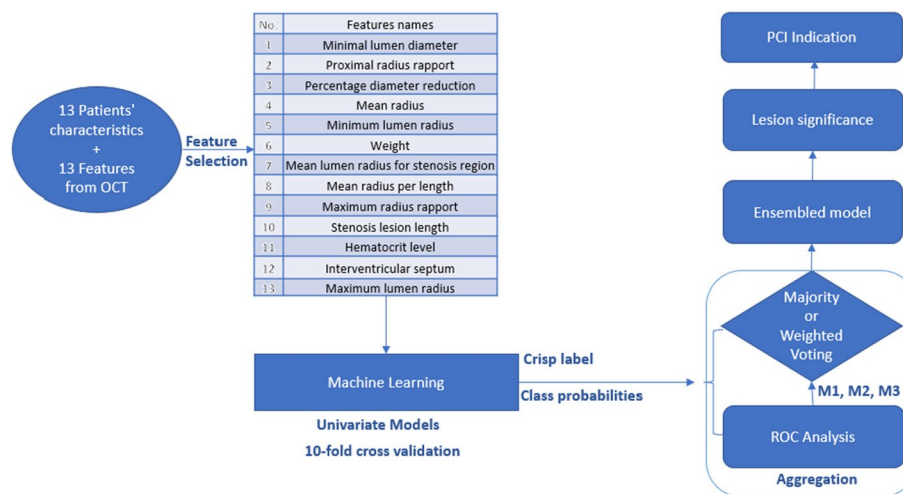 13 Patients'
characteristics
+
13 Features
from OCT
Feature
Selection
No. Features names
1 Minimal lumen diameter
2 Proximal radius rapport
3 Percentage diameter reduction
4 Mean radius
5 Minimum lumen radius
6 Weight
7 Mean lumen radius for stenosis region
8 Mean radius per length
9 Maximum radius rapport
10 Stenosis lesion length
11 Hematocrit level
12 Interventricular septum
13 Maximum lumen radius
Machine Learning
Univariate Models
10-fold cross validation
Crisp label
Class probabilities
PCI Indication
Lesion significance
Ensembled model
Majority
or
Weighted
Voting
M1, M2, M3
ROC Analysis
Aggregation